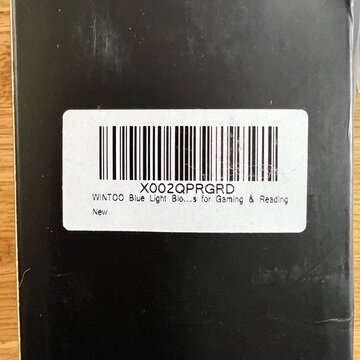 X002QPRGRD
WINTOO Blue Light Blo...s for Gaming & Reading
New